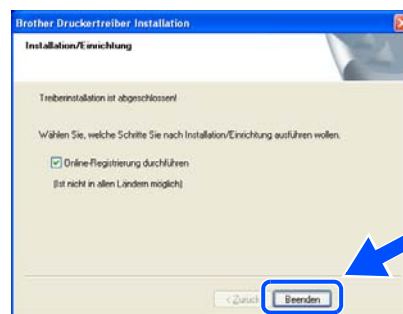 Brother Druckertreiber Installation
Installation/Einrichtung
Treiberinstallation ist abgeschlossen!
Wählen Sie, welche Schritte Sie nach Installation/Einrichtung ausführen wollen.
Online-Registrierung durchführen
(Ist nicht in allen Ländern möglich)
< Zurück
Beenden